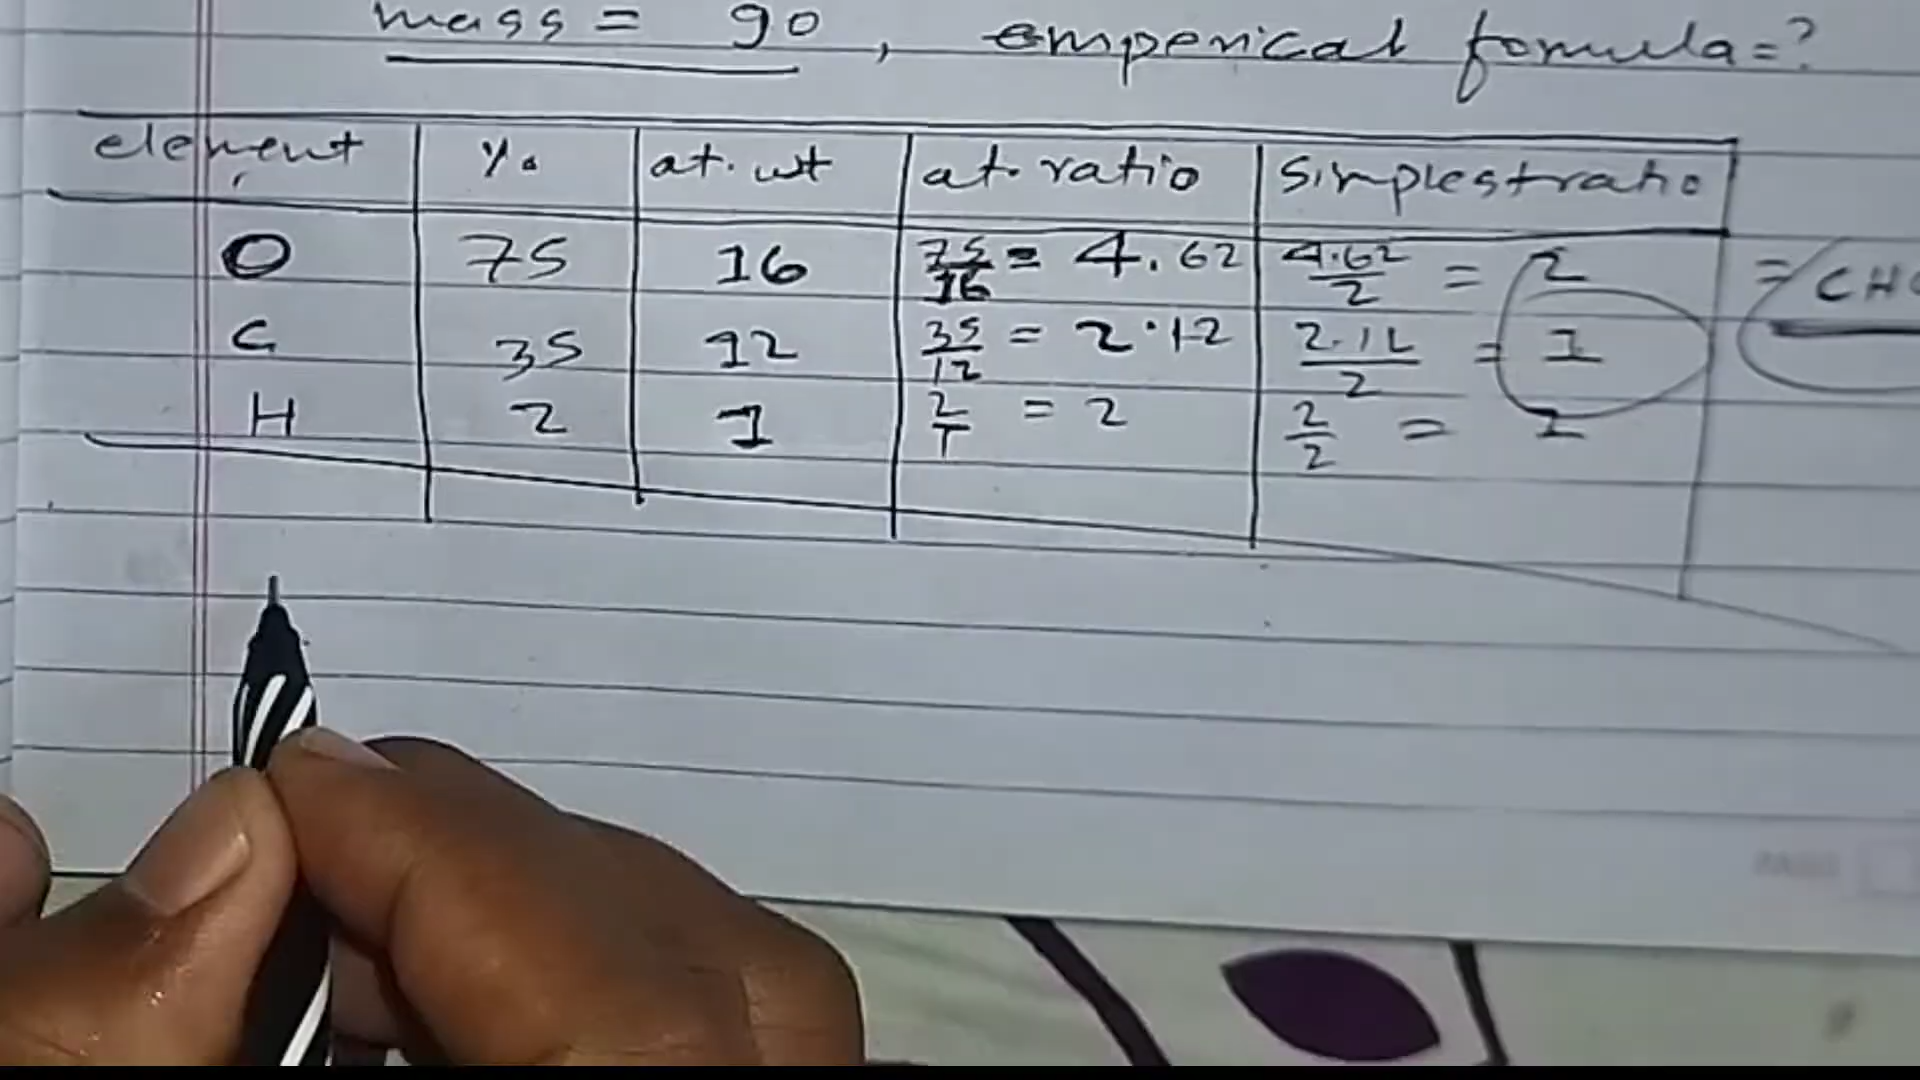 mass = 90, emperical formula = ?
element % at. wt at. ratio Simplest ratio
O 75 16 75/16 = 4.62 4.62/2 = 2 = CHO
C 35 12 35/12 = 2.12 2.12/2 = 1
H 2 1 2/1 = 2 2/2 = 1